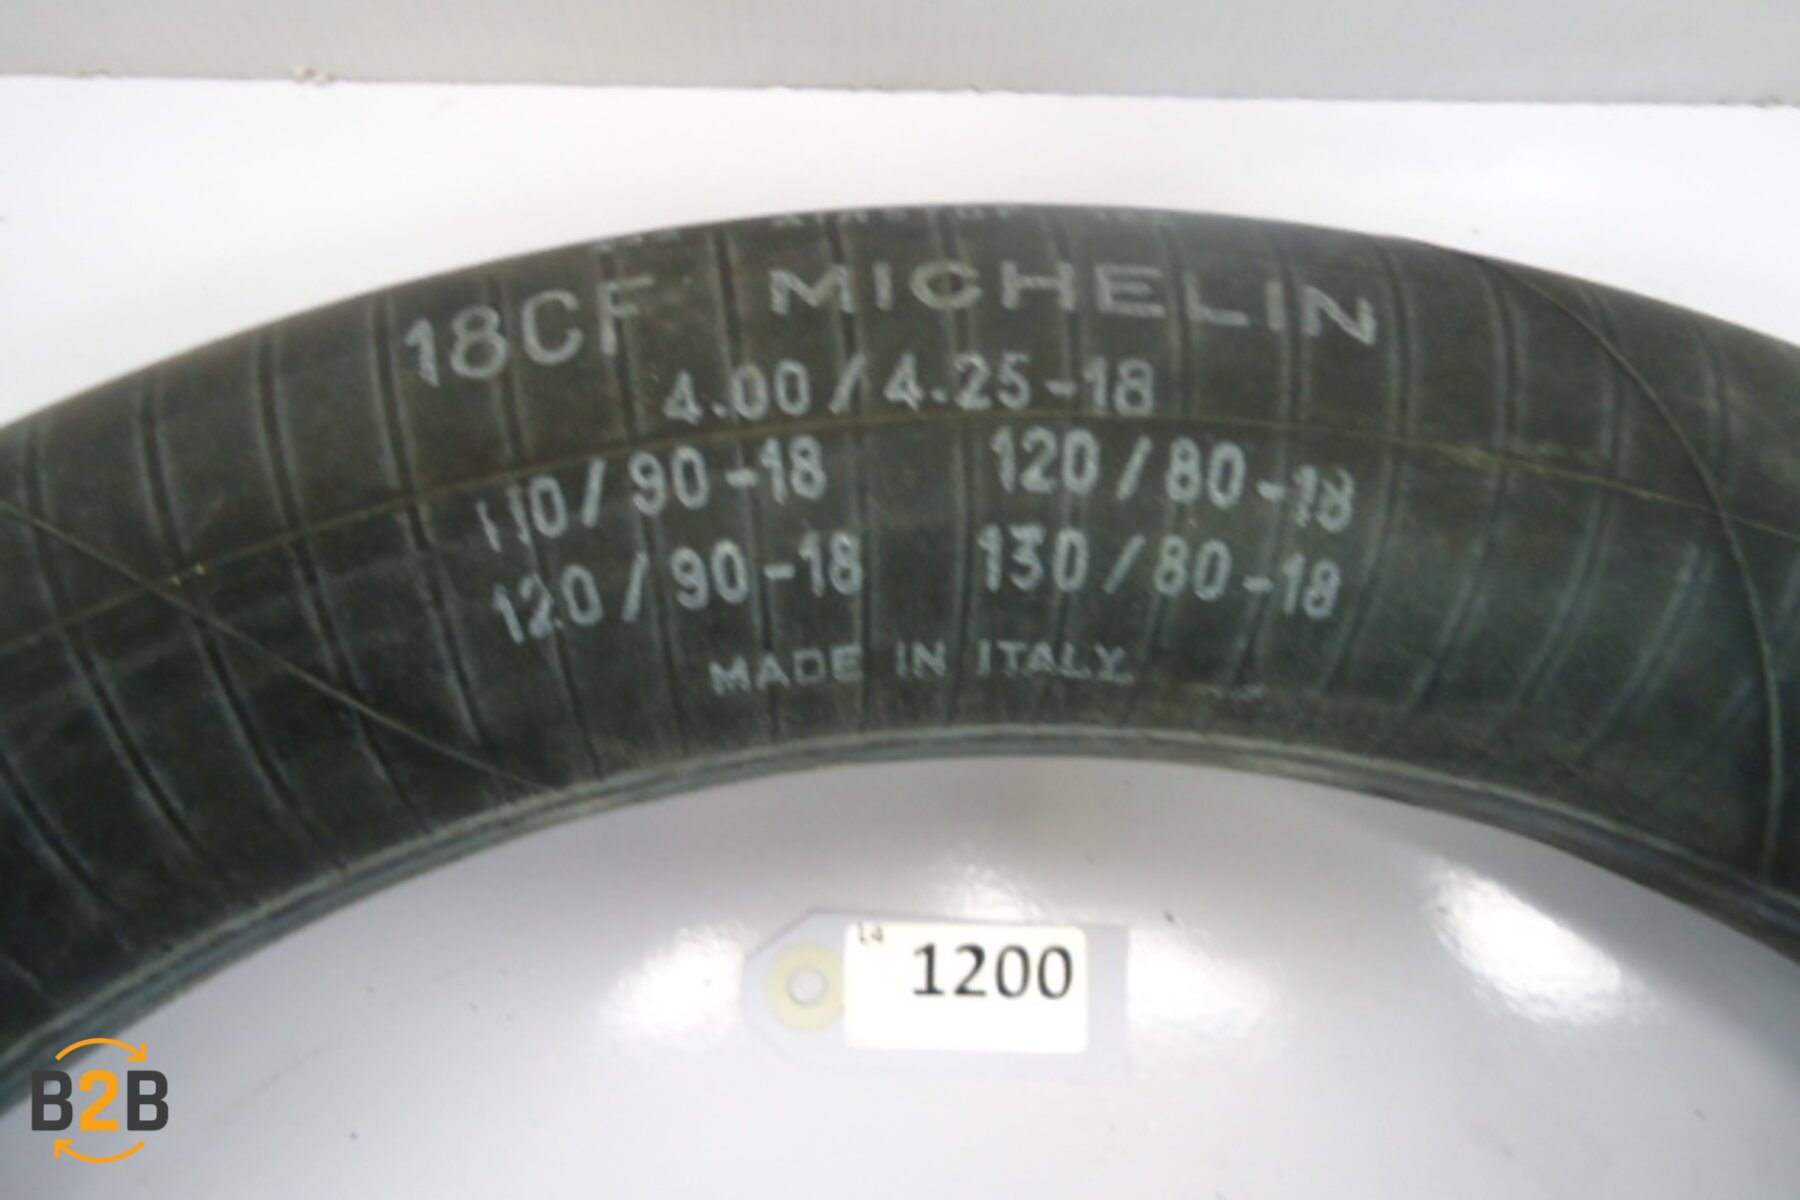 18CF MICHELIN
4.00/4.25-18
110/90-18 120/80-18
120/90-18 130/80-18
MADE IN ITALY
L4
1200
B2B